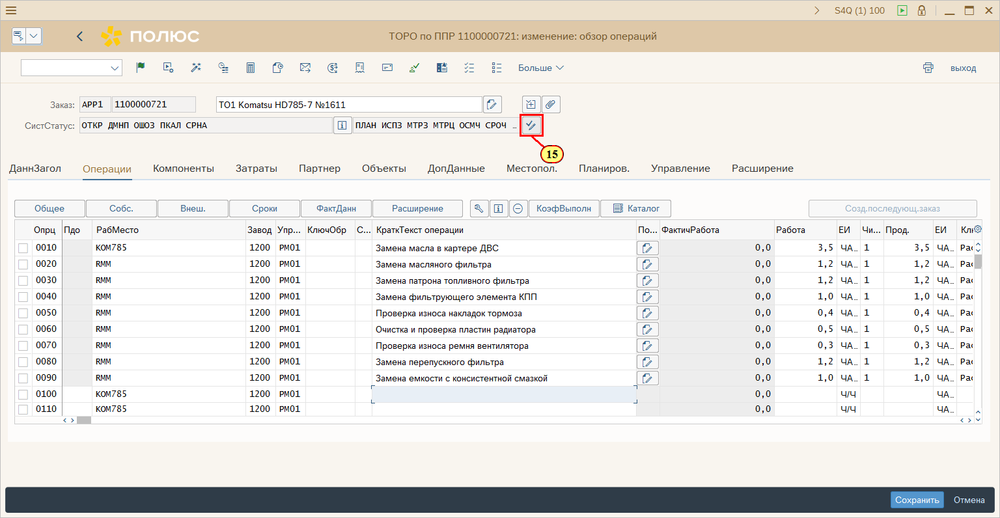 S4Q (1) 100
ПОЛЮС
ТОРО по ППР 1100000721: изменение: обзор операций
Больше
выход
Заказ: APP1 1100000721 ТО1 Komatsu HD785-7 №1611
СистСтатус: ОТКР ДМНП ОШОЗ ПКАЛ СРНА ПЛАН ИСПЗ МТРЗ МТРЦ ОСМЧ СРОЧ …
15
ДаннЗагол Операции Компоненты Затраты Партнер Объекты ДопДанные Местопол. Планиров. Управление Расширение
Общее Собс. Внеш. Сроки ФактДанн Расширение КоэфВыполн Каталог Созд.последующ.заказ
Опрц Пдо РабМесто Завод Упр... КлючОбр С... КраткТекст операции По... ФактичРабота Работа ЕИ Чи... Прод. ЕИ Клю
0010 KOM785 1200 PM01 Замена масла в картере ДВС 0,0 3,5 ЧА… 1 3,5 ЧА… Рас
0020 RMM 1200 PM01 Замена масляного фильтра 0,0 1,2 ЧА… 1 1,2 ЧА… Рас
0030 RMM 1200 PM01 Замена патрона топливного фильтра 0,0 1,2 ЧА… 1 1,2 ЧА… Рас
0040 RMM 1200 PM01 Замена фильтрующего элемента КПП 0,0 1,0 ЧА… 1 1,0 ЧА… Рас
0050 RMM 1200 PM01 Проверка износа накладок тормоза 0,0 0,4 ЧА… 1 0,4 ЧА… Рас
0060 RMM 1200 PM01 Очистка и проверка пластин радиатора 0,0 0,5 ЧА… 1 0,5 ЧА… Рас
0070 RMM 1200 PM01 Проверка износа ремня вентилятора 0,0 0,3 ЧА… 1 0,3 ЧА… Рас
0080 RMM 1200 PM01 Замена перепускного фильтра 0,0 1,2 ЧА… 1 1,2 ЧА… Рас
0090 RMM 1200 PM01 Замена емкости с консистентной смазкой 0,0 1,0 ЧА… 1 1,0 ЧА… Рас
0100 KOM785 1200 PM01 0,0 Ч/Ч ЧА…
0110 KOM785 1200 PM01 0,0 Ч/Ч ЧА…
Сохранить Отмена